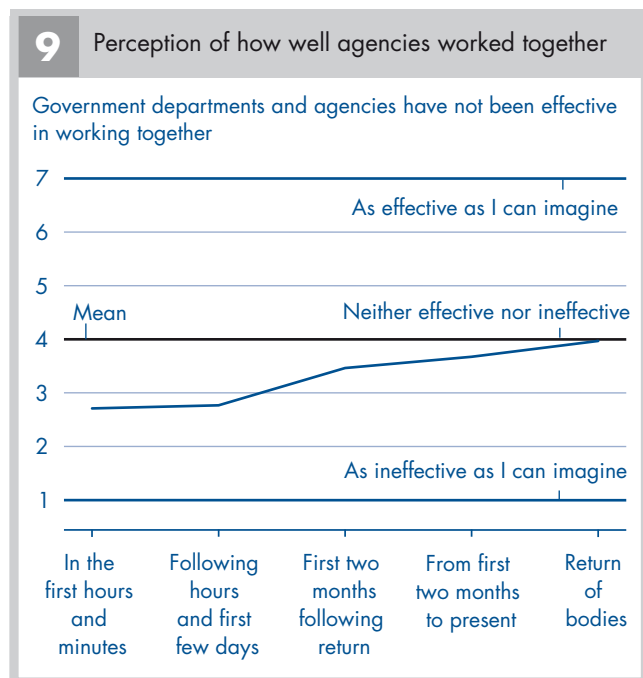 9 Perception of how well agencies worked together
Government departments and agencies have not been effective
in working together
7
As effective as I can imagine
6
5
Mean
Neither effective nor ineffective
4
3
2
As ineffective as I can imagine
1
In the
first hours
and
minutes
Following
hours
and first
few days
First two
months
following
return
From first
two months
to present
Return
of
bodies